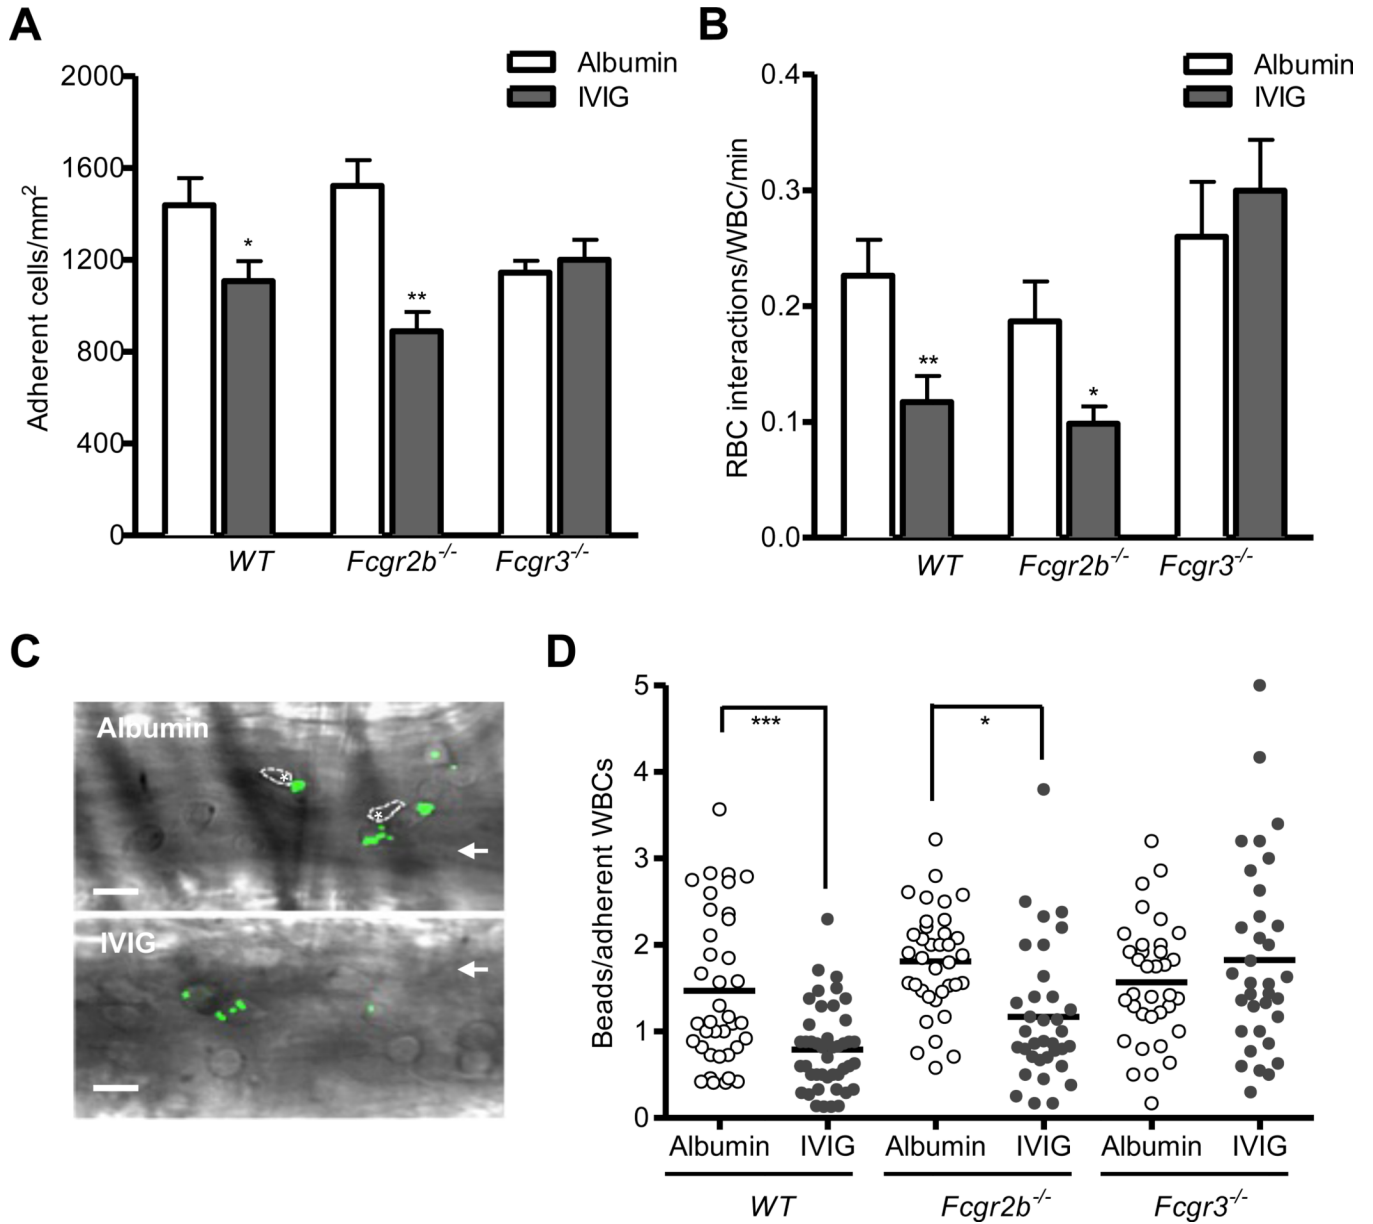 A
Albumin
IVIG
2000
1600
1200
800
400
0
Adherent cells/mm²
*
**
WT
Fcgr2b-/-
Fcgr3-/-
B
Albumin
IVIG
0.4
0.3
0.2
0.1
0.0
RBC interactions/WBC/min
**
*
WT
Fcgr2b-/-
Fcgr3-/-
C
Albumin
*
*
IVIG
D
5
4
3
2
1
0
Beads/adherent WBCs
***
*
Albumin IVIG Albumin IVIG Albumin IVIG
WT Fcgr2b-/- Fcgr3-/-